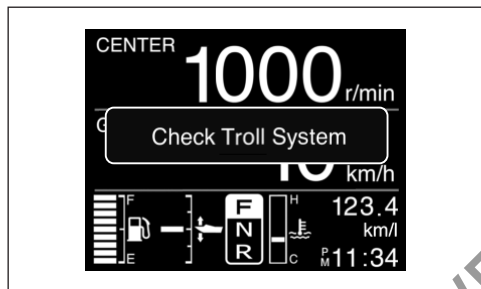 CENTER
1000 r/min
G
Check Troll System
km/h
F F H 123.4
N km/l
E R C PM 11:34